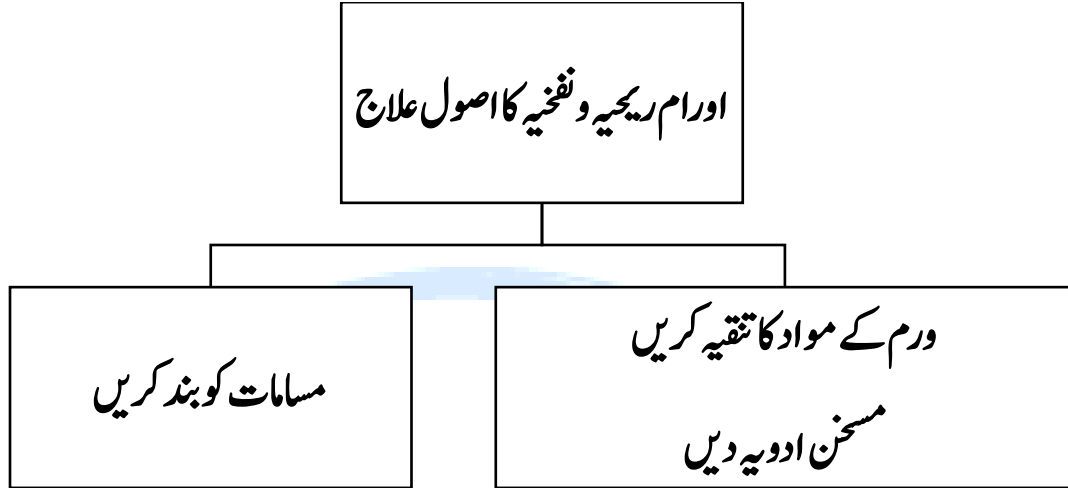 اورام ریحیہ و نفخیہ کا اصول علاج
ورم کے مواد کا تنقیہ کریں
مسخن ادویہ دیں
مسامات کو بند کریں